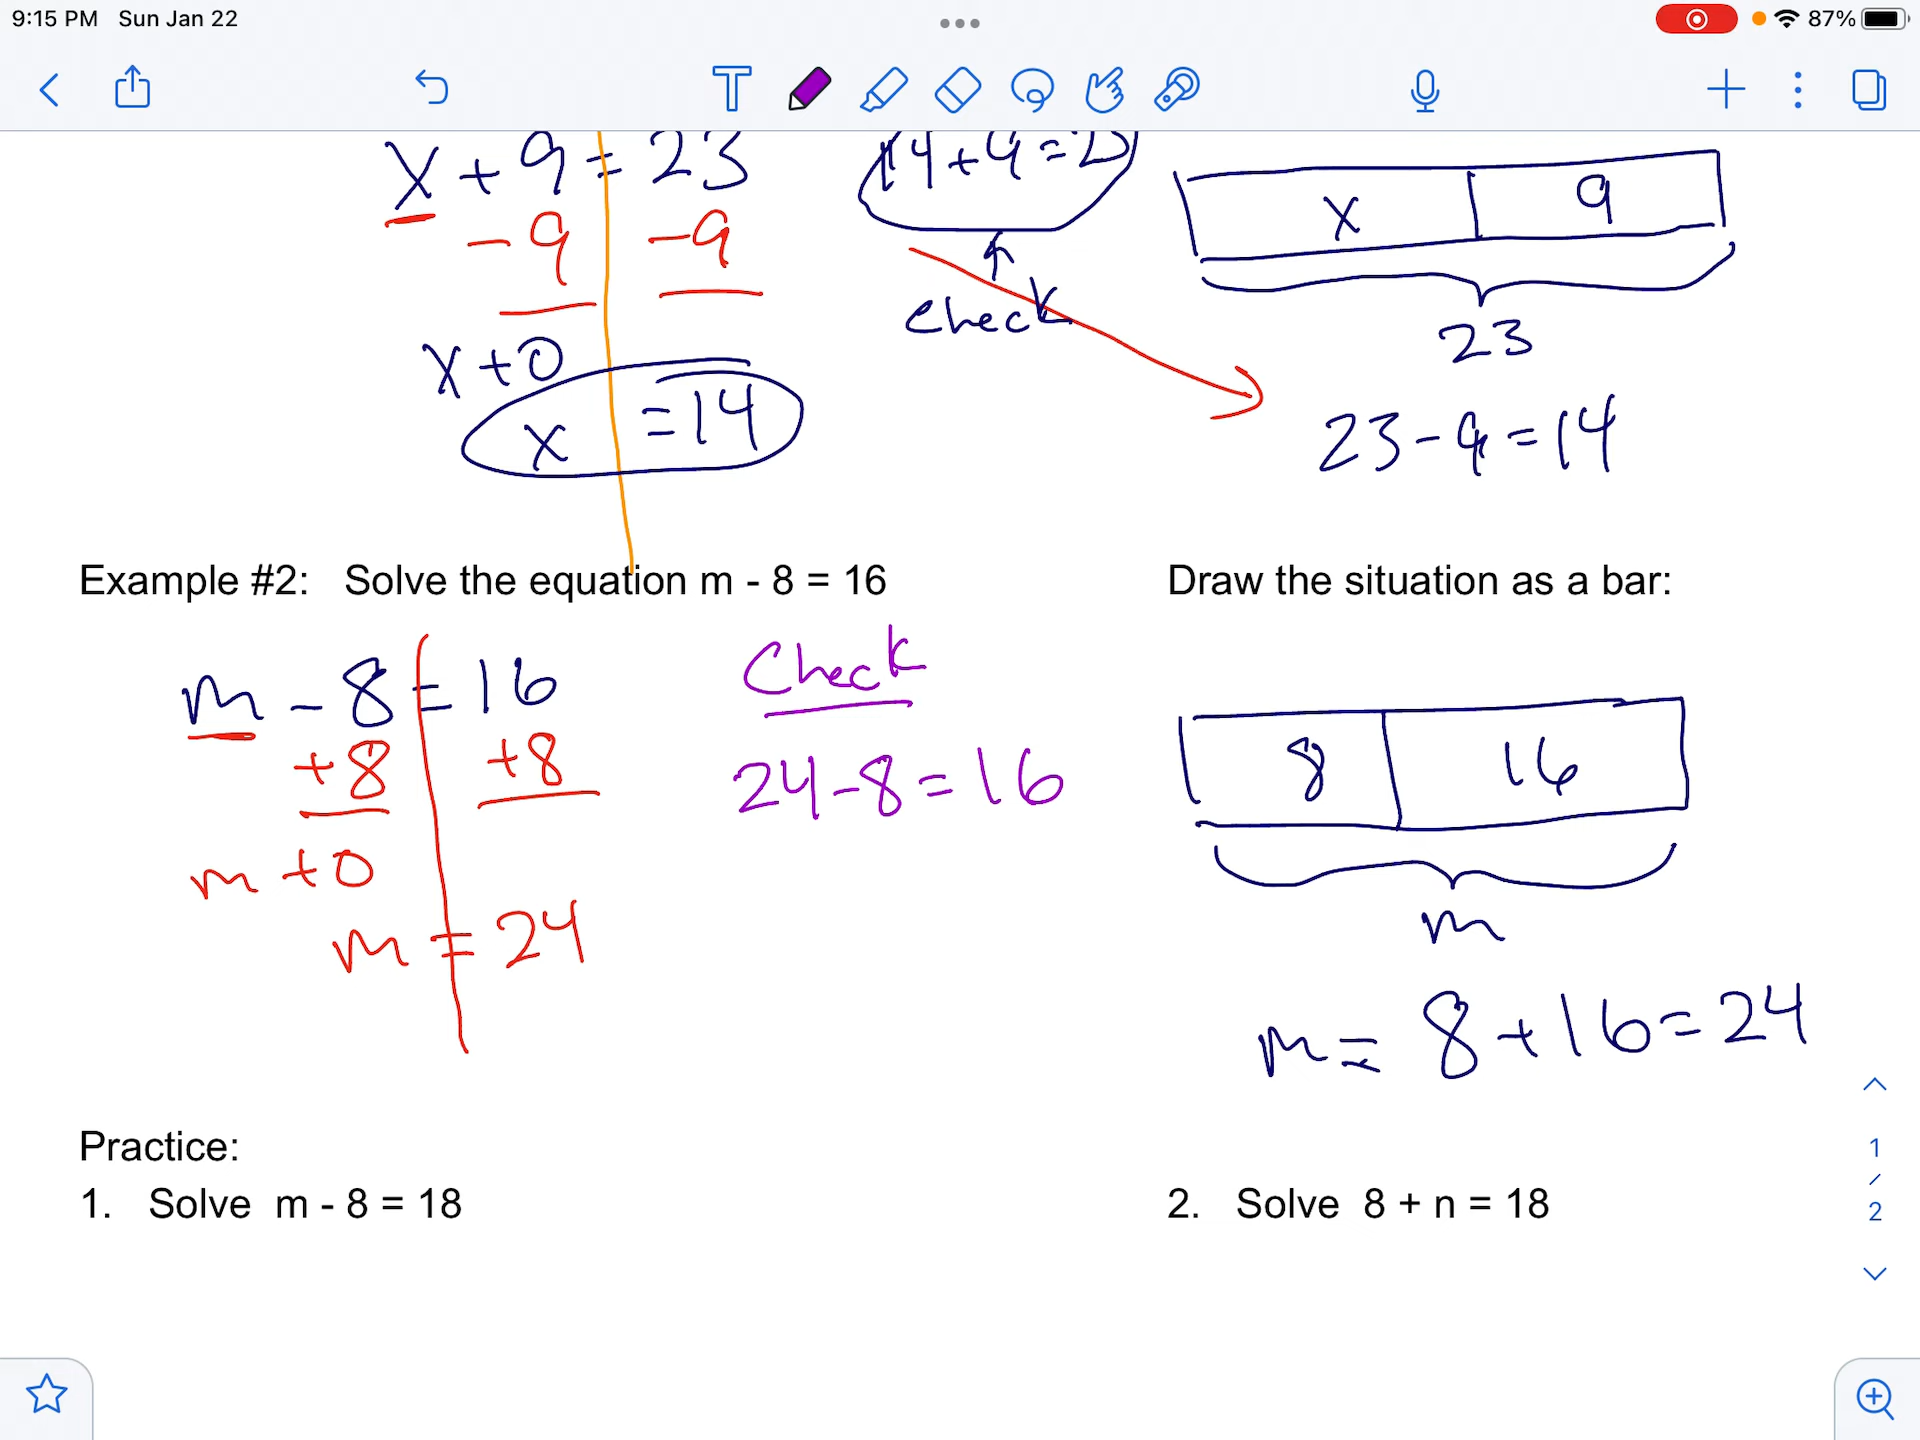 9:15 PM Sun Jan 22
87%
x + 9 = 23
- 9 - 9
x + 0
x = 14
check
x 9
23
23 - 9 = 14
Example #2: Solve the equation m - 8 = 16
m - 8 = 16
+8 +8
m + 0
m = 24
Check
24 - 8 = 16
Draw the situation as a bar:
8 16
m
m = 8 + 16 = 24
Practice:
1. Solve m - 8 = 18
2. Solve 8 + n = 18
1
/
2